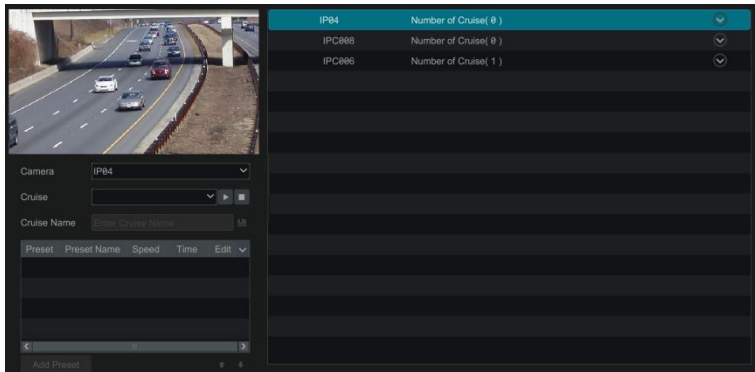 Camera IP04
Cruise
Cruise Name Enter Cruise Name
Preset Preset Name Speed Time Edit
Add Preset
IP04 Number of Cruise( 0 )
IPC008 Number of Cruise( 0 )
IPC006 Number of Cruise( 1 )